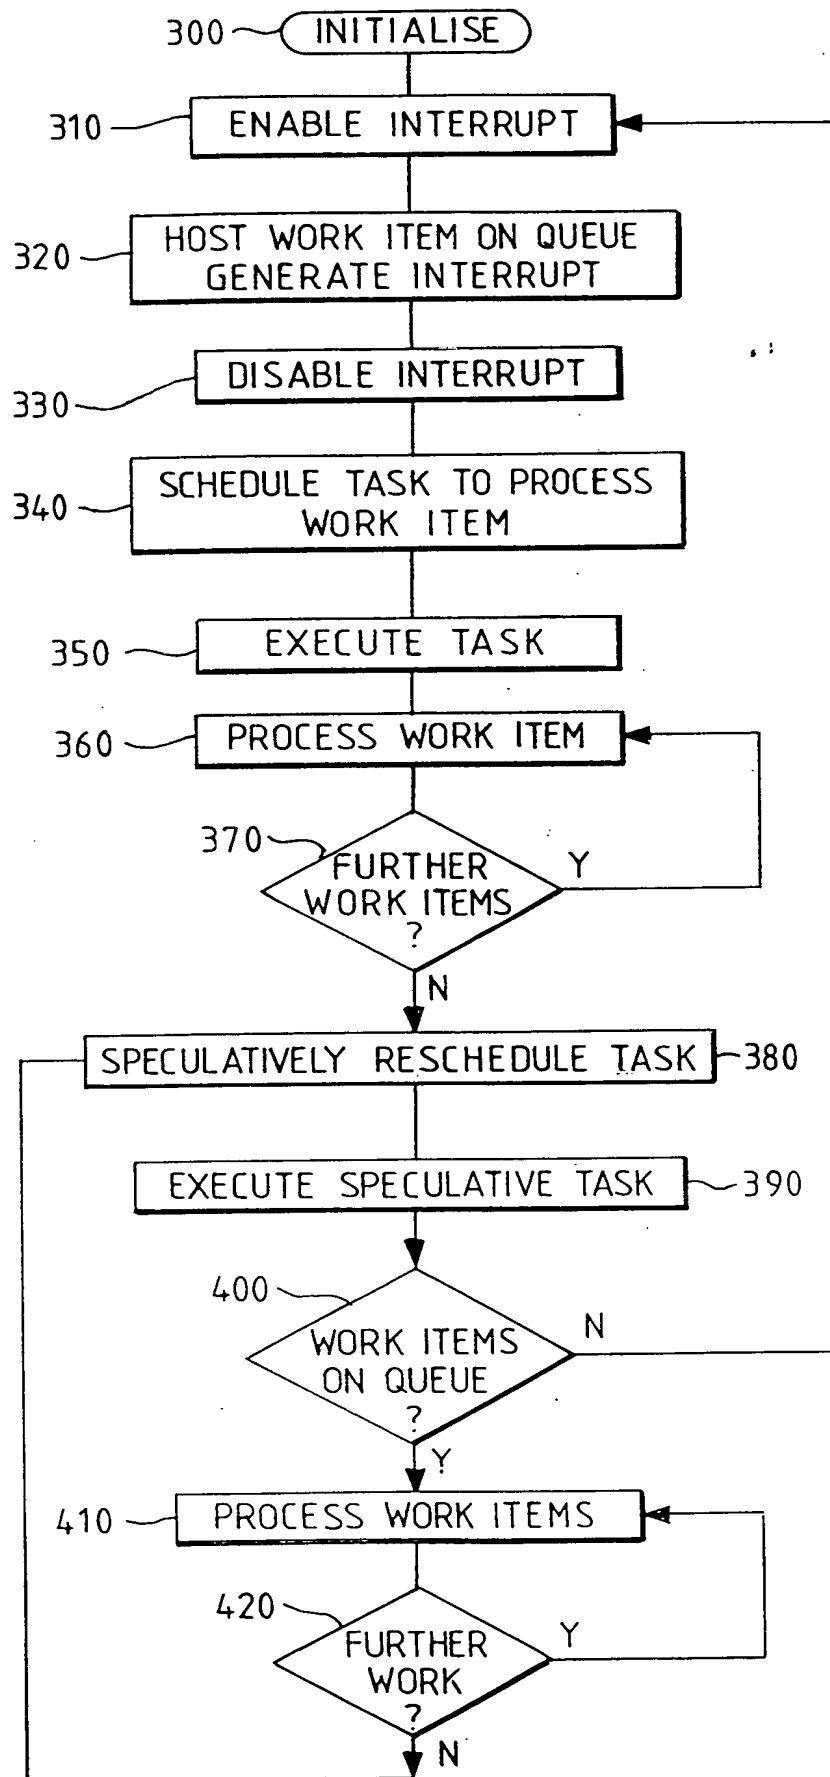 300
INITIALISE
310
ENABLE INTERRUPT
320
HOST WORK ITEM ON QUEUE
GENERATE INTERRUPT
330
DISABLE INTERRUPT
340
SCHEDULE TASK TO PROCESS
WORK ITEM
350
EXECUTE TASK
360
PROCESS WORK ITEM
370
FURTHER
WORK ITEMS
?
Y
N
SPECULATIVELY RESCHEDULE TASK
380
EXECUTE SPECULATIVE TASK
390
400
WORK ITEMS
ON QUEUE
?
N
Y
410
PROCESS WORK ITEMS
420
FURTHER
WORK
?
Y
N